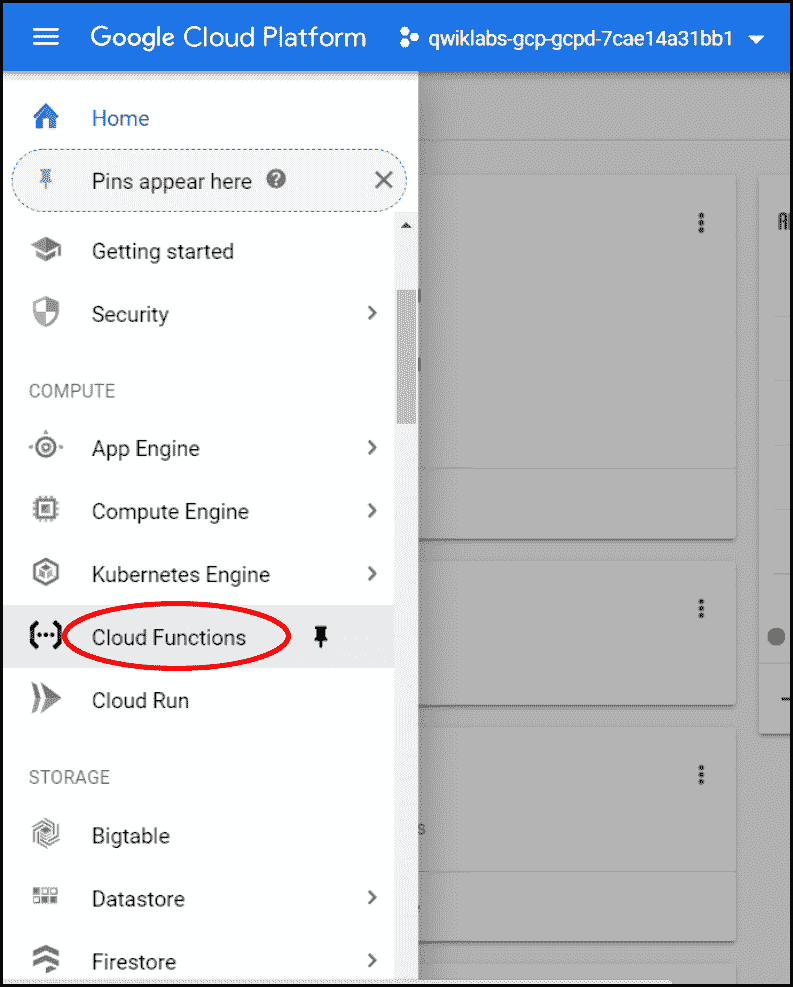 Google Cloud Platform
qwiklabs-gcp-gcpd-7cae14a31bb1
Home
Pins appear here
Getting started
Security
COMPUTE
App Engine
Compute Engine
Kubernetes Engine
Cloud Functions
Cloud Run
STORAGE
Bigtable
Datastore
Firestore